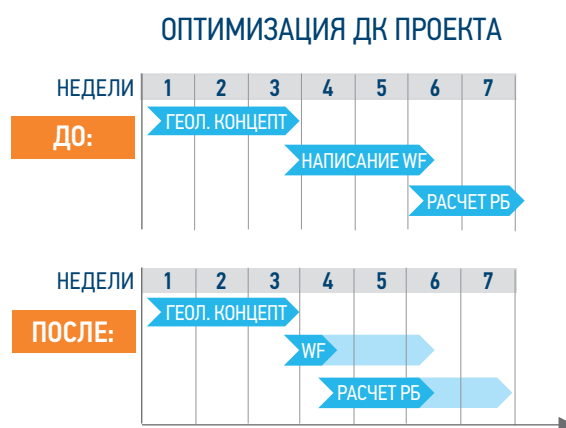 ОПТИМИЗАЦИЯ ДК ПРОЕКТА
НЕДЕЛИ 1 2 3 4 5 6 7
ДО:
ГЕОЛ. КОНЦЕПТ
НАПИСАНИЕ WF
РАСЧЕТ РБ
НЕДЕЛИ 1 2 3 4 5 6 7
ПОСЛЕ:
ГЕОЛ. КОНЦЕПТ
WF
РАСЧЕТ РБ